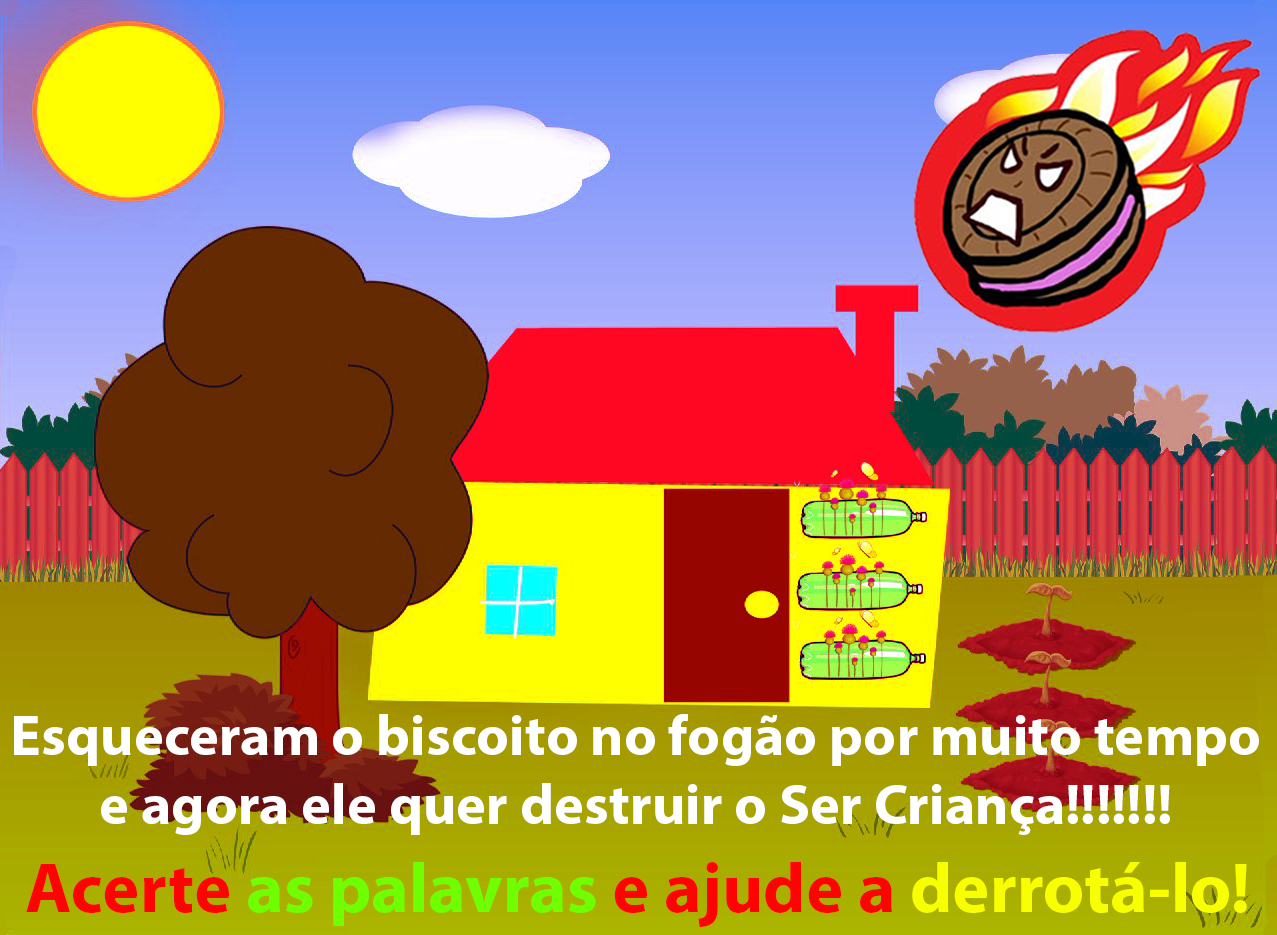 Esqueceram o biscoito no fogão por muito tempo
e agora ele quer destruir o Ser Criança!!!!!!!
Acerte as palavras e ajude a derrotá-lo!